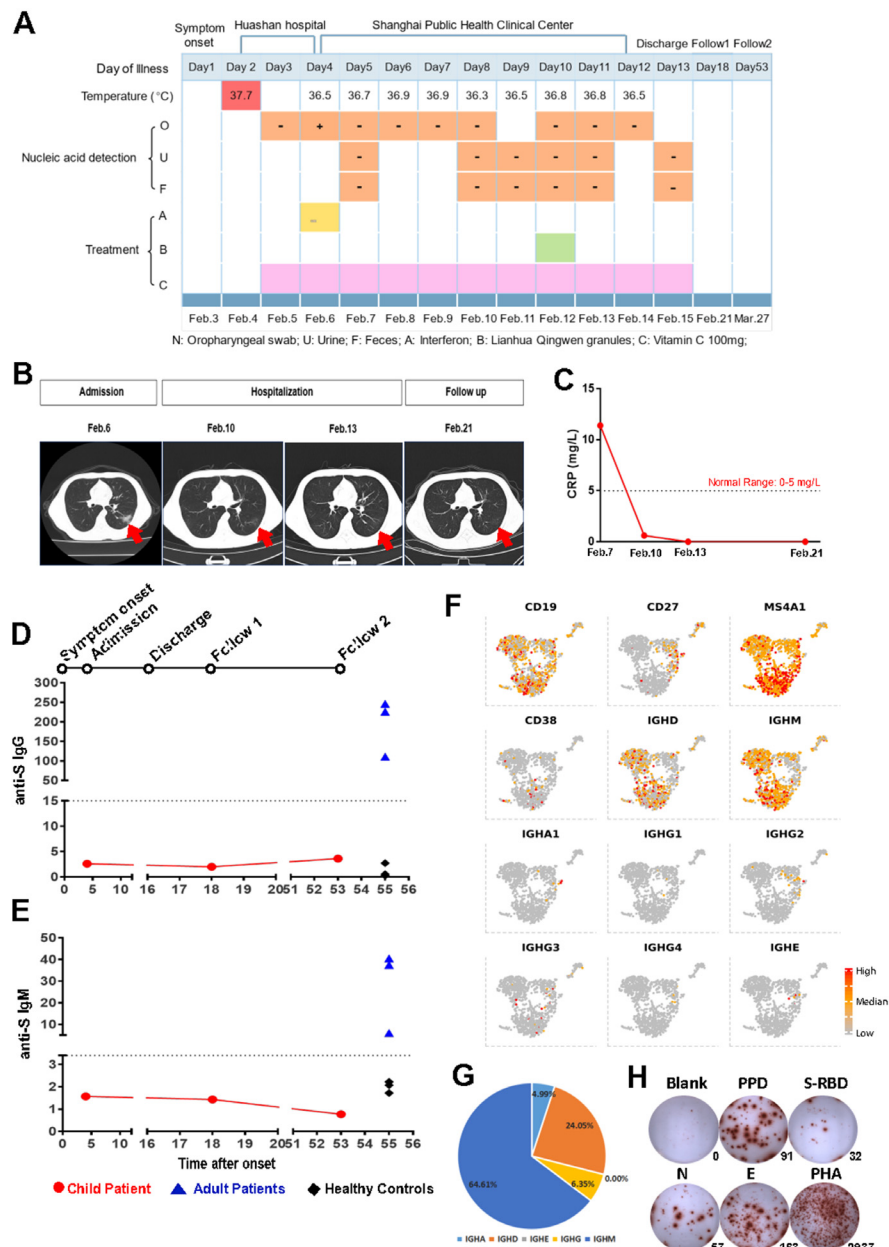 A
Symptom onset
Huashan hospital
Shanghai Public Health Clinical Center
Discharge Follow1 Follow2
Day of Illness Day1 Day 2 Day3 Day4 Day5 Day6 Day7 Day8 Day9 Day10 Day11 Day12 Day13 Day18 Day53
Temperature (°C) 37.7 36.5 36.7 36.9 36.9 36.3 36.5 36.8 36.8 36.5
Nucleic acid detection
O - + - - - - - - -
U - - - - - -
F - - - - - -
Treatment
A -
B
C
Feb.3 Feb.4 Feb.5 Feb.6 Feb.7 Feb.8 Feb.9 Feb.10 Feb.11 Feb.12 Feb.13 Feb.14 Feb.15 Feb.21 Mar.27
N: Oropharyngeal swab; U: Urine; F: Feces; A: Interferon; B: Lianhua Qingwen granules; C: Vitamin C 100mg;
B
Admission Hospitalization Follow up
Feb.6 Feb.10 Feb.13 Feb.21
C
CRP (mg/L)
15
10
5
0
Normal Range: 0-5 mg/L
Feb.7 Feb.10 Feb.13 Feb.21
D
Symptom onset
Admission
Discharge
Follow 1
Follow 2
anti-S IgG
300
250
200
150
100
50
15
10
5
0
0 5 10 16 17 18 19 20 51 52 53 54 55 56
E
anti-S IgM
50
40
30
20
10
3
2
1
0
0 5 10 16 17 18 19 20 51 52 53 54 55 56
Time after onset
Child Patient Adult Patients Healthy Controls
F
CD19 CD27 MS4A1
CD38 IGHD IGHM
IGHA1 IGHG1 IGHG2
IGHG3 IGHG4 IGHE
High
Median
Low
G
4.99%
24.05%
0.00%
6.35%
64.61%
IGHA IGHD IGHE IGHG IGHM
H
Blank PPD S-RBD
0 91 32
N E PHA